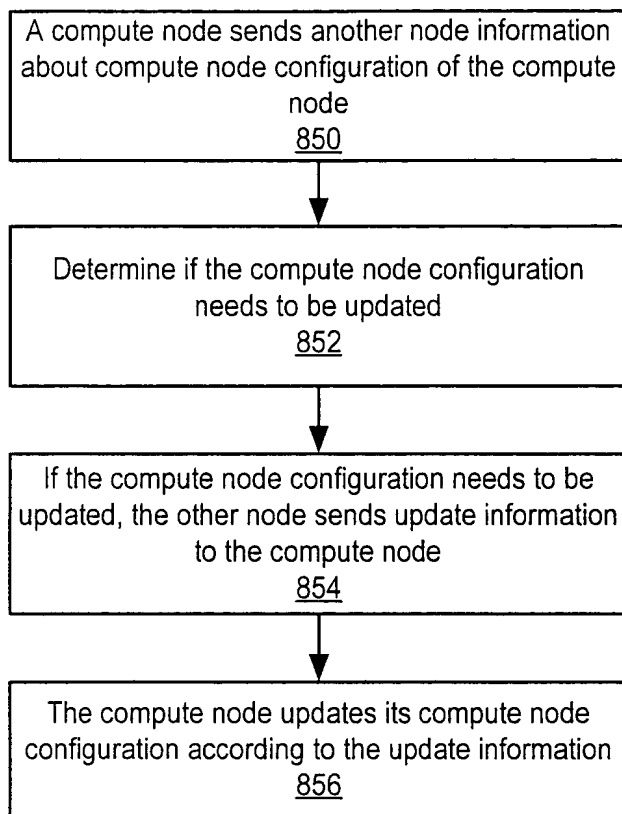 A compute node sends another node information
about compute node configuration of the compute
node
850
Determine if the compute node configuration
needs to be updated
852
If the compute node configuration needs to be
updated, the other node sends update information
to the compute node
854
The compute node updates its compute node
configuration according to the update information
856